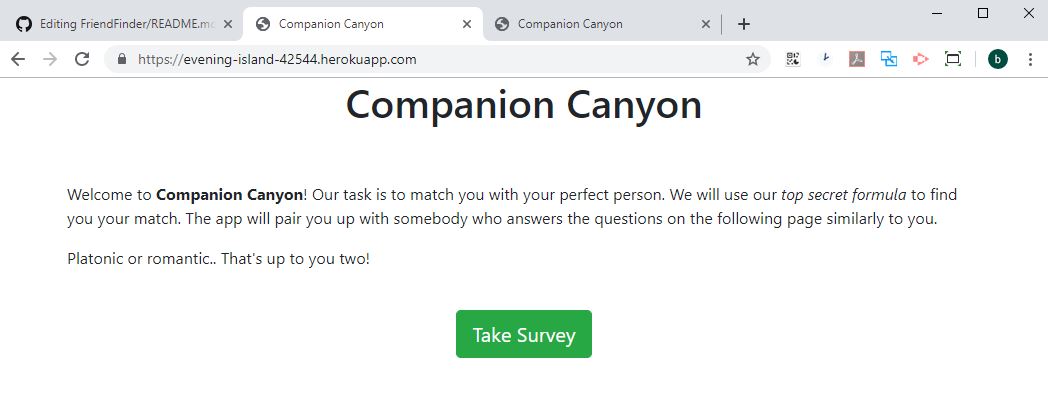 Editing FriendFinder/README.m
Companion Canyon
Companion Canyon
https://evening-island-42544.herokuapp.com
b
Companion Canyon
Welcome to Companion Canyon! Our task is to match you with your perfect person. We will use our top secret formula to find
you your match. The app will pair you up with somebody who answers the questions on the following page similarly to you.
Platonic or romantic.. That's up to you two!
Take Survey